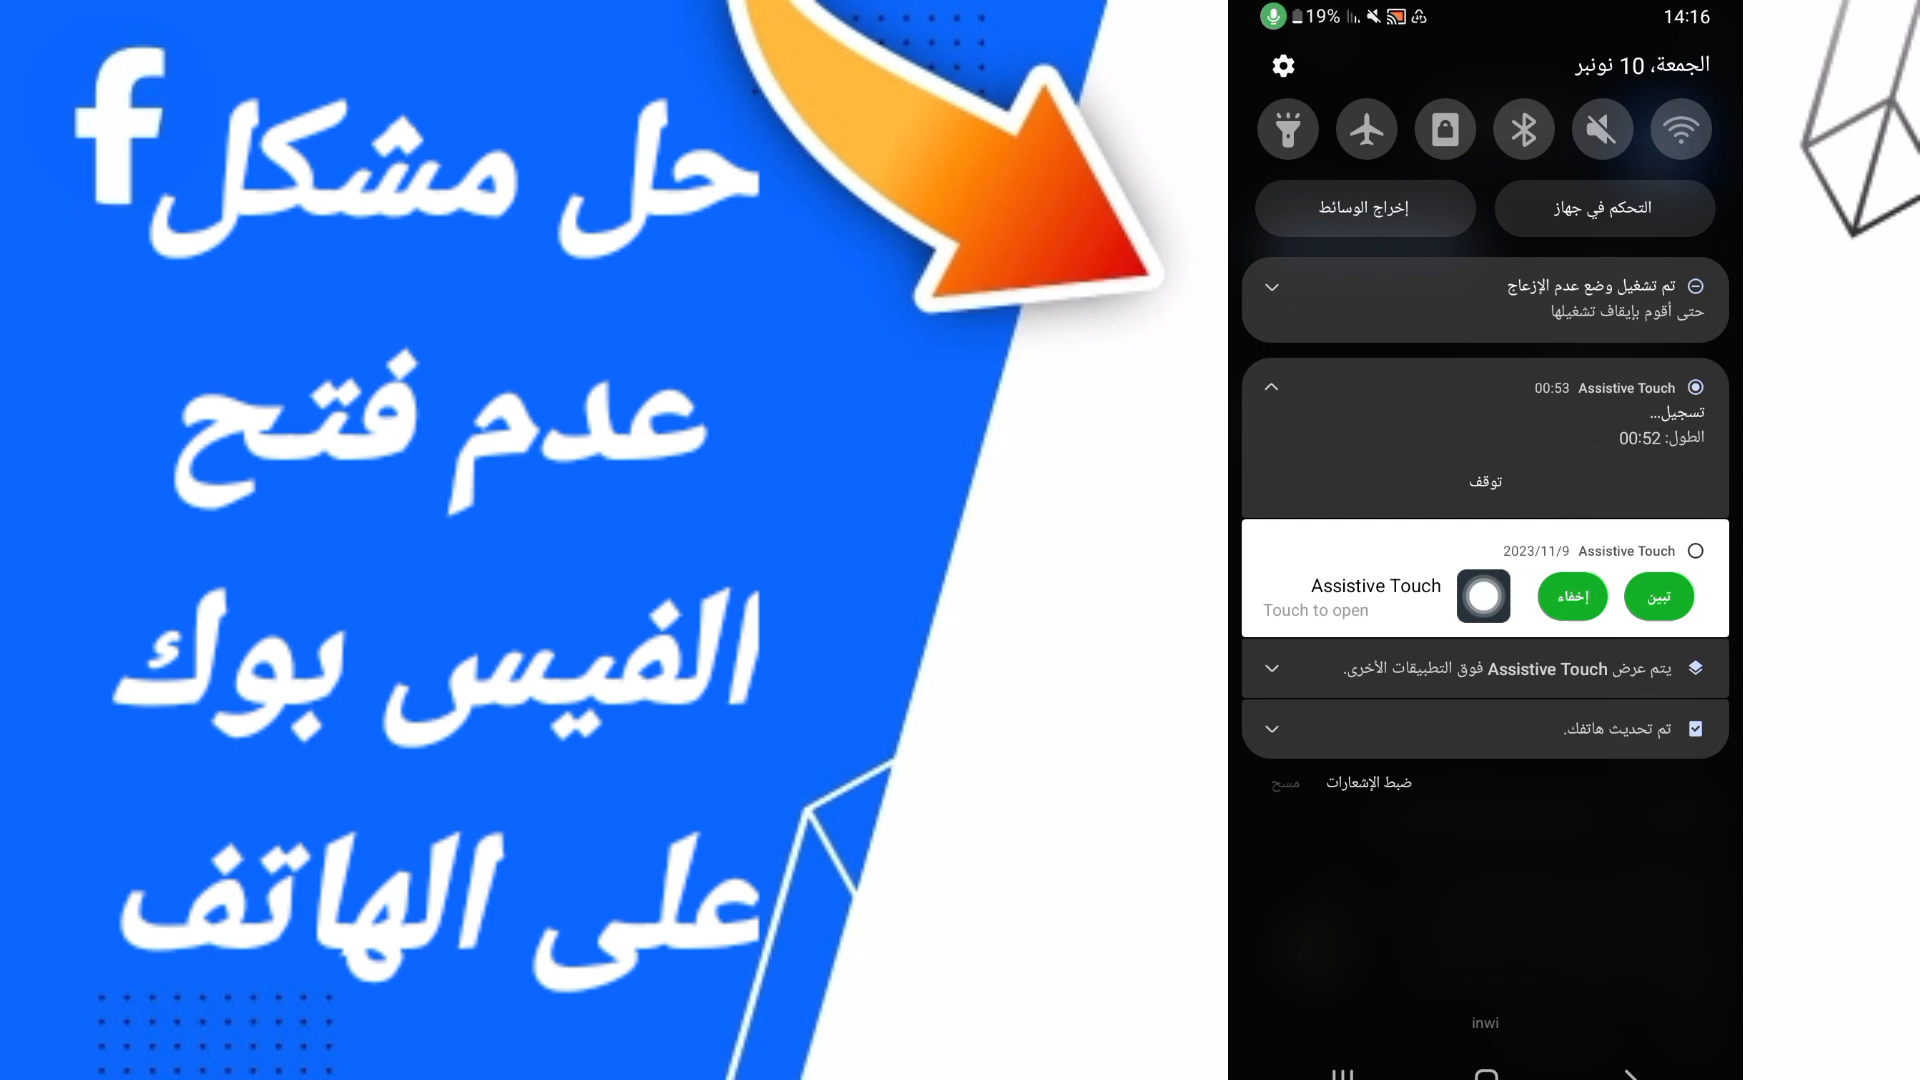 حل مشكل
عدم فتح
الفيس بوك
على الهاتف
19%
14:16
الجمعة، 10 نونبر
التحكم في جهاز
إخراج الوسائط
تم تشغيل وضع عدم الإزعاج
حتى أقوم بإيقاف تشغيلها
Assistive Touch 00:53
تسجيل...
الطول: 00:52
توقف
Assistive Touch 2023/11/9
تبين
إخفاء
Assistive Touch
Touch to open
يتم عرض Assistive Touch فوق التطبيقات الأخرى.
تم تحديث هاتفك.
ضبط الإشعارات
مسح
inwi